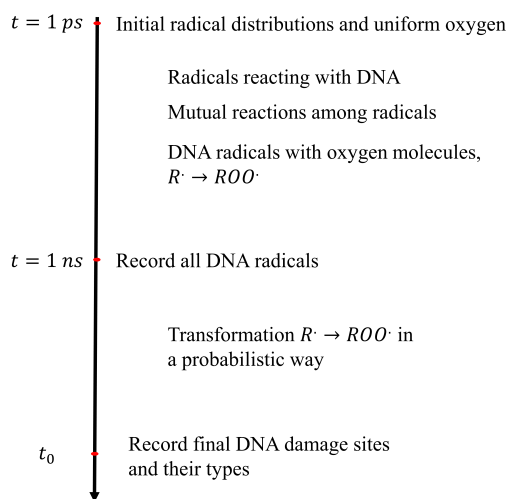 t = 1 ps Initial radical distributions and uniform oxygen
Radicals reacting with DNA
Mutual reactions among radicals
DNA radicals with oxygen molecules,
R· → ROO·
t = 1 ns Record all DNA radicals
Transformation R· → ROO· in
a probabilistic way
t₀ Record final DNA damage sites
and their types